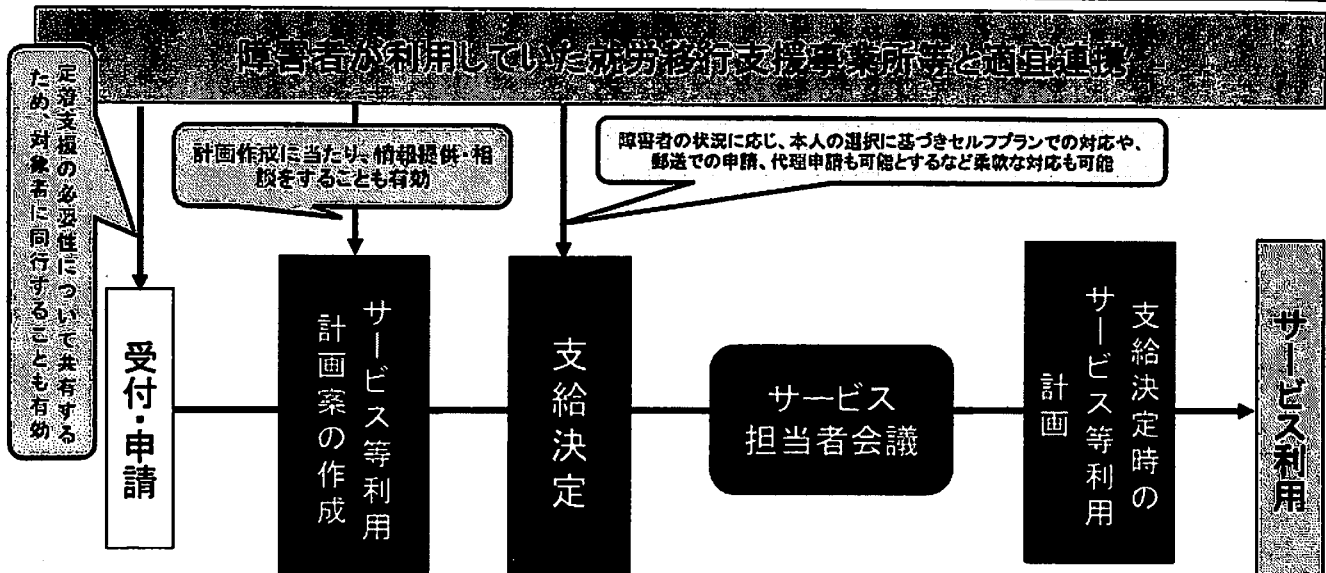 障害者が利用していた就労移行支援事業所等と適宜連携
定着支援の必要性について共有する
ため、対象者に同行することも有効
計画作成に当たり、情報提供・相
談をすることも有効
障害者の状況に応じ、本人の選択に基づきセルフプランでの対応や、
郵送での申請、代理申請も可能とするなど柔軟な対応も可能
受付・申請
サービス等利用
計画案の作成
支給決定
サービス
担当者会議
支給決定時の
サービス等利用
計画
サービス利用